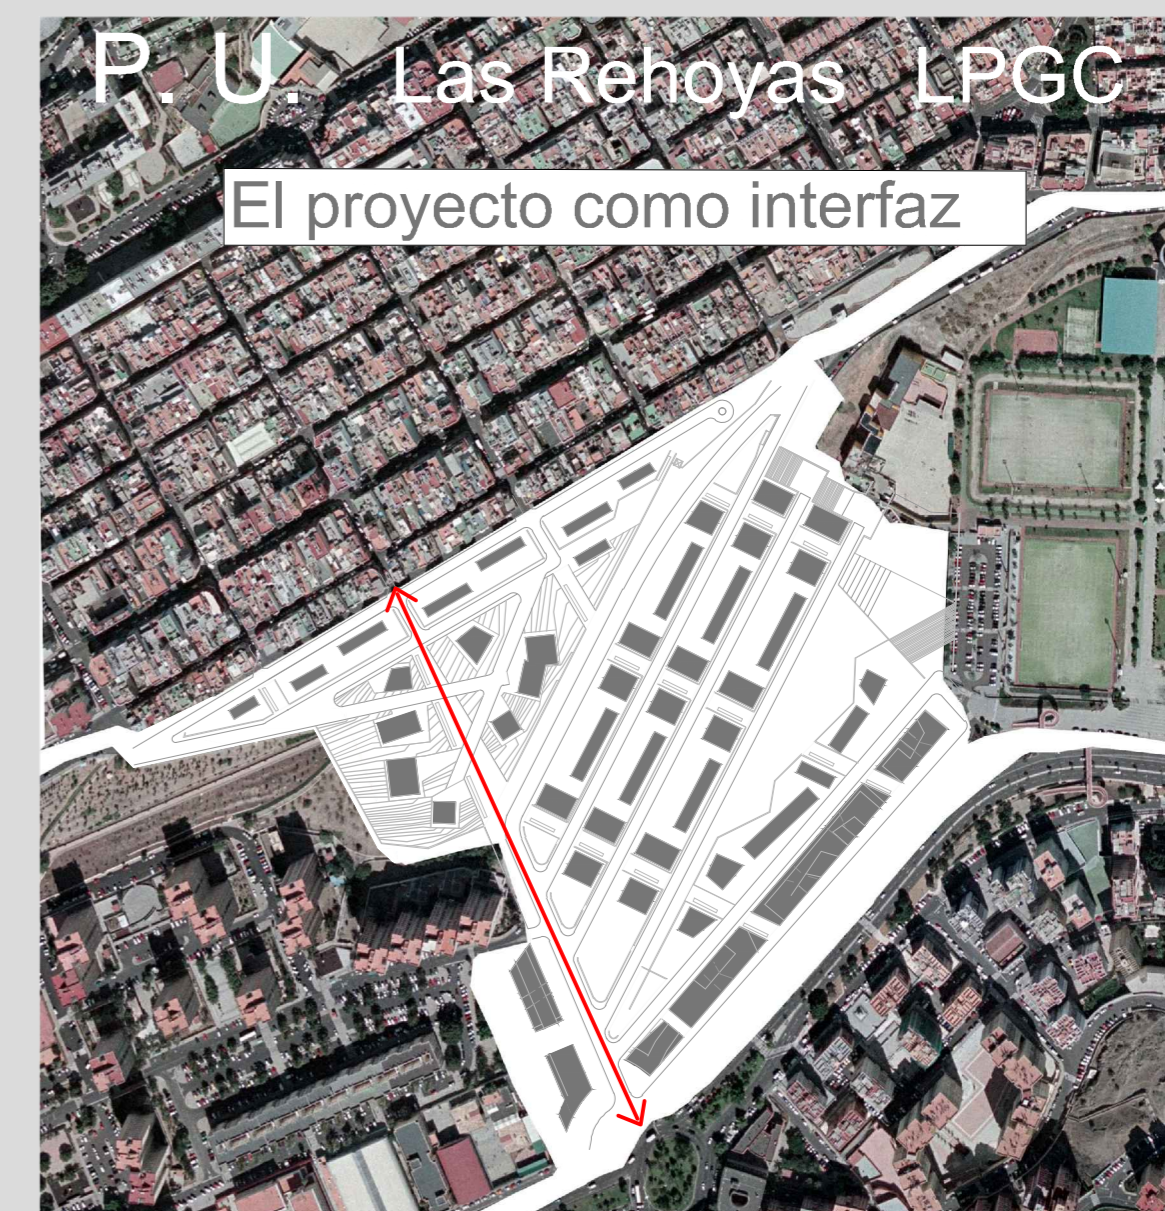 P. U. Las Rehoyas LPGC
El proyecto como interfaz